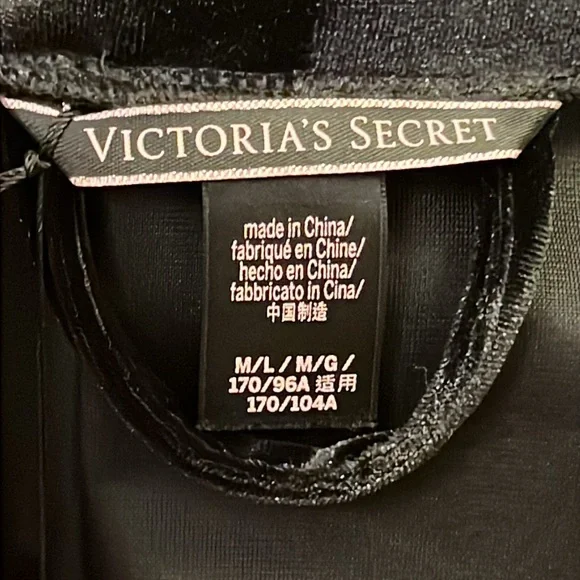 VICTORIA'S SECRET
made in China/
fabriqué en Chine/
hecho en China/
fabbricato in Cina/
中国制造
M/L / M/G /
170/96A 适用
170/104A